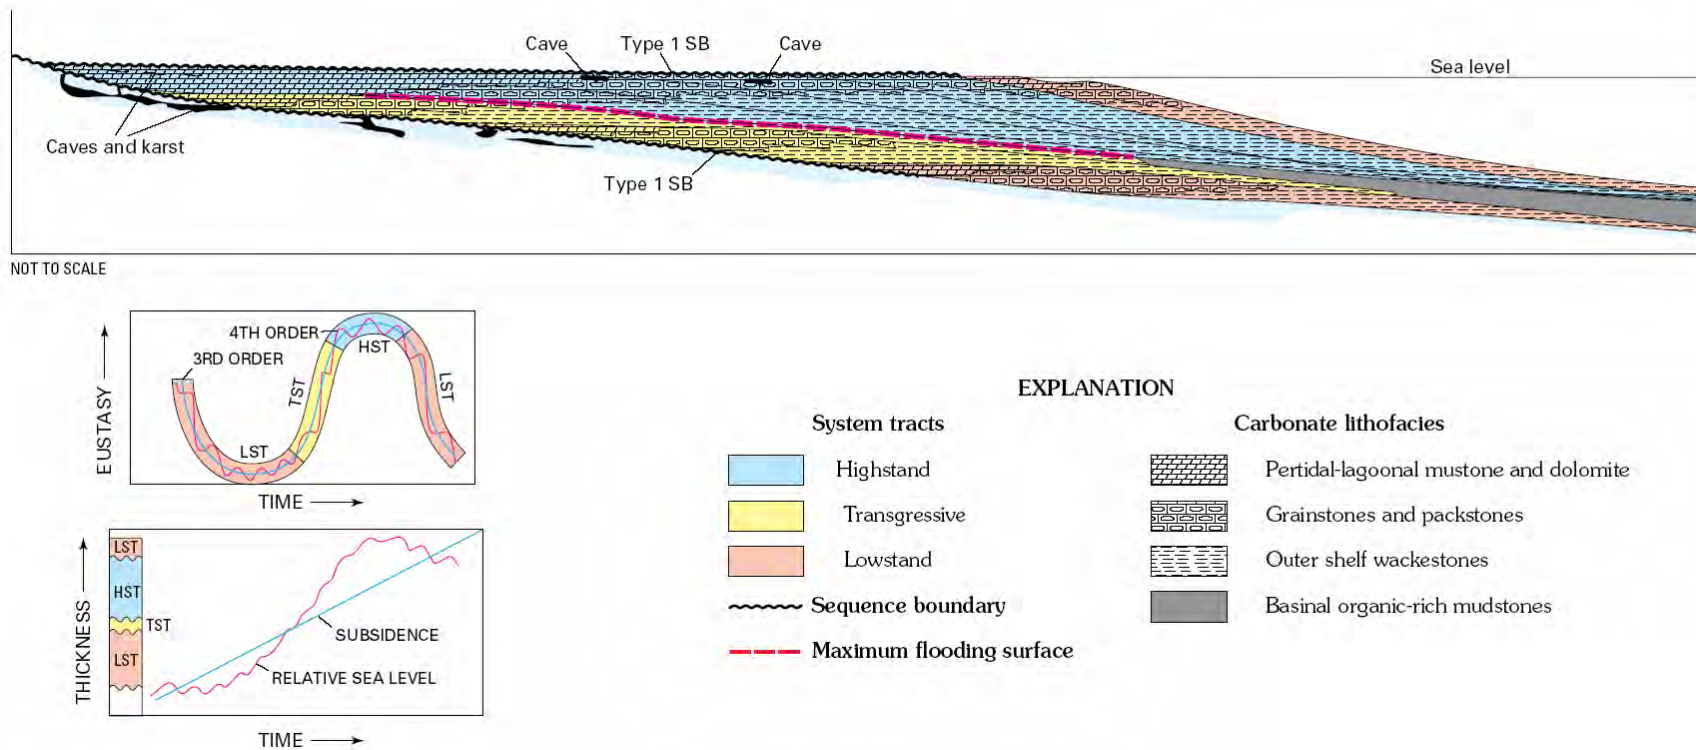 Cave
Type 1 SB
Cave
Sea level
Caves and karst
Type 1 SB
NOT TO SCALE
EUSTASY
4TH ORDER
3RD ORDER
HST
TST
LST
LST
TIME
THICKNESS
LST
HST
TST
LST
SUBSIDENCE
RELATIVE SEA LEVEL
TIME
EXPLANATION
System tracts
Highstand
Transgressive
Lowstand
Sequence boundary
Maximum flooding surface
Carbonate lithofacies
Pertidal-lagoonal mustone and dolomite
Grainstones and packstones
Outer shelf wackestones
Basinal organic-rich mudstones